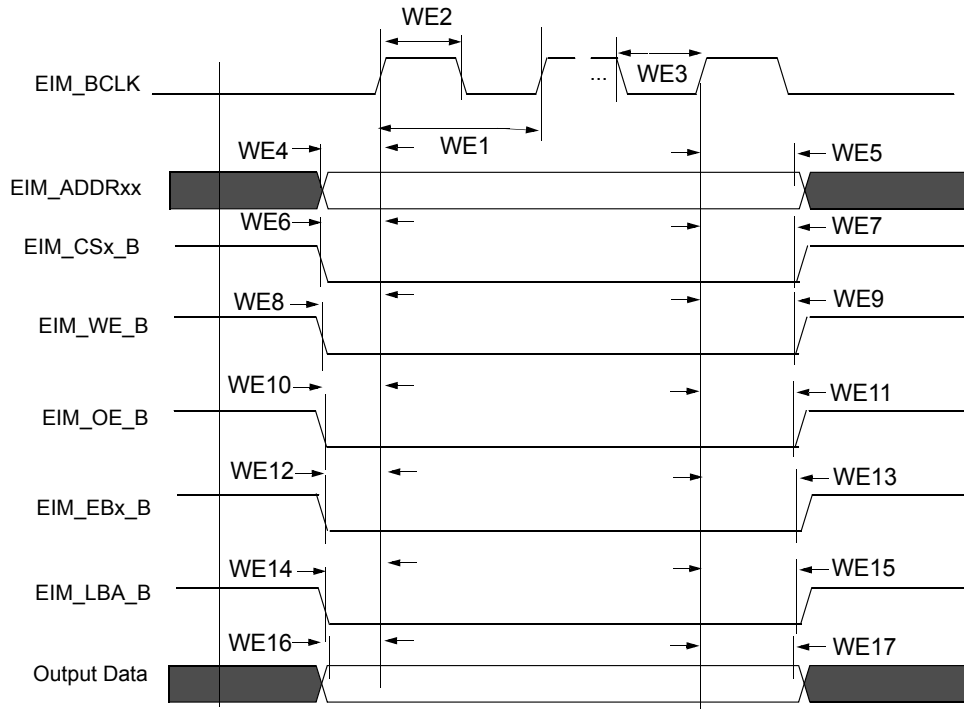 WE2
EIM_BCLK
...
WE3
WE4
WE1
WE5
EIM_ADDRxx
WE6
WE7
EIM_CSx_B
WE8
WE9
EIM_WE_B
WE10
WE11
EIM_OE_B
WE12
WE13
EIM_EBx_B
WE14
WE15
EIM_LBA_B
WE16
WE17
Output Data